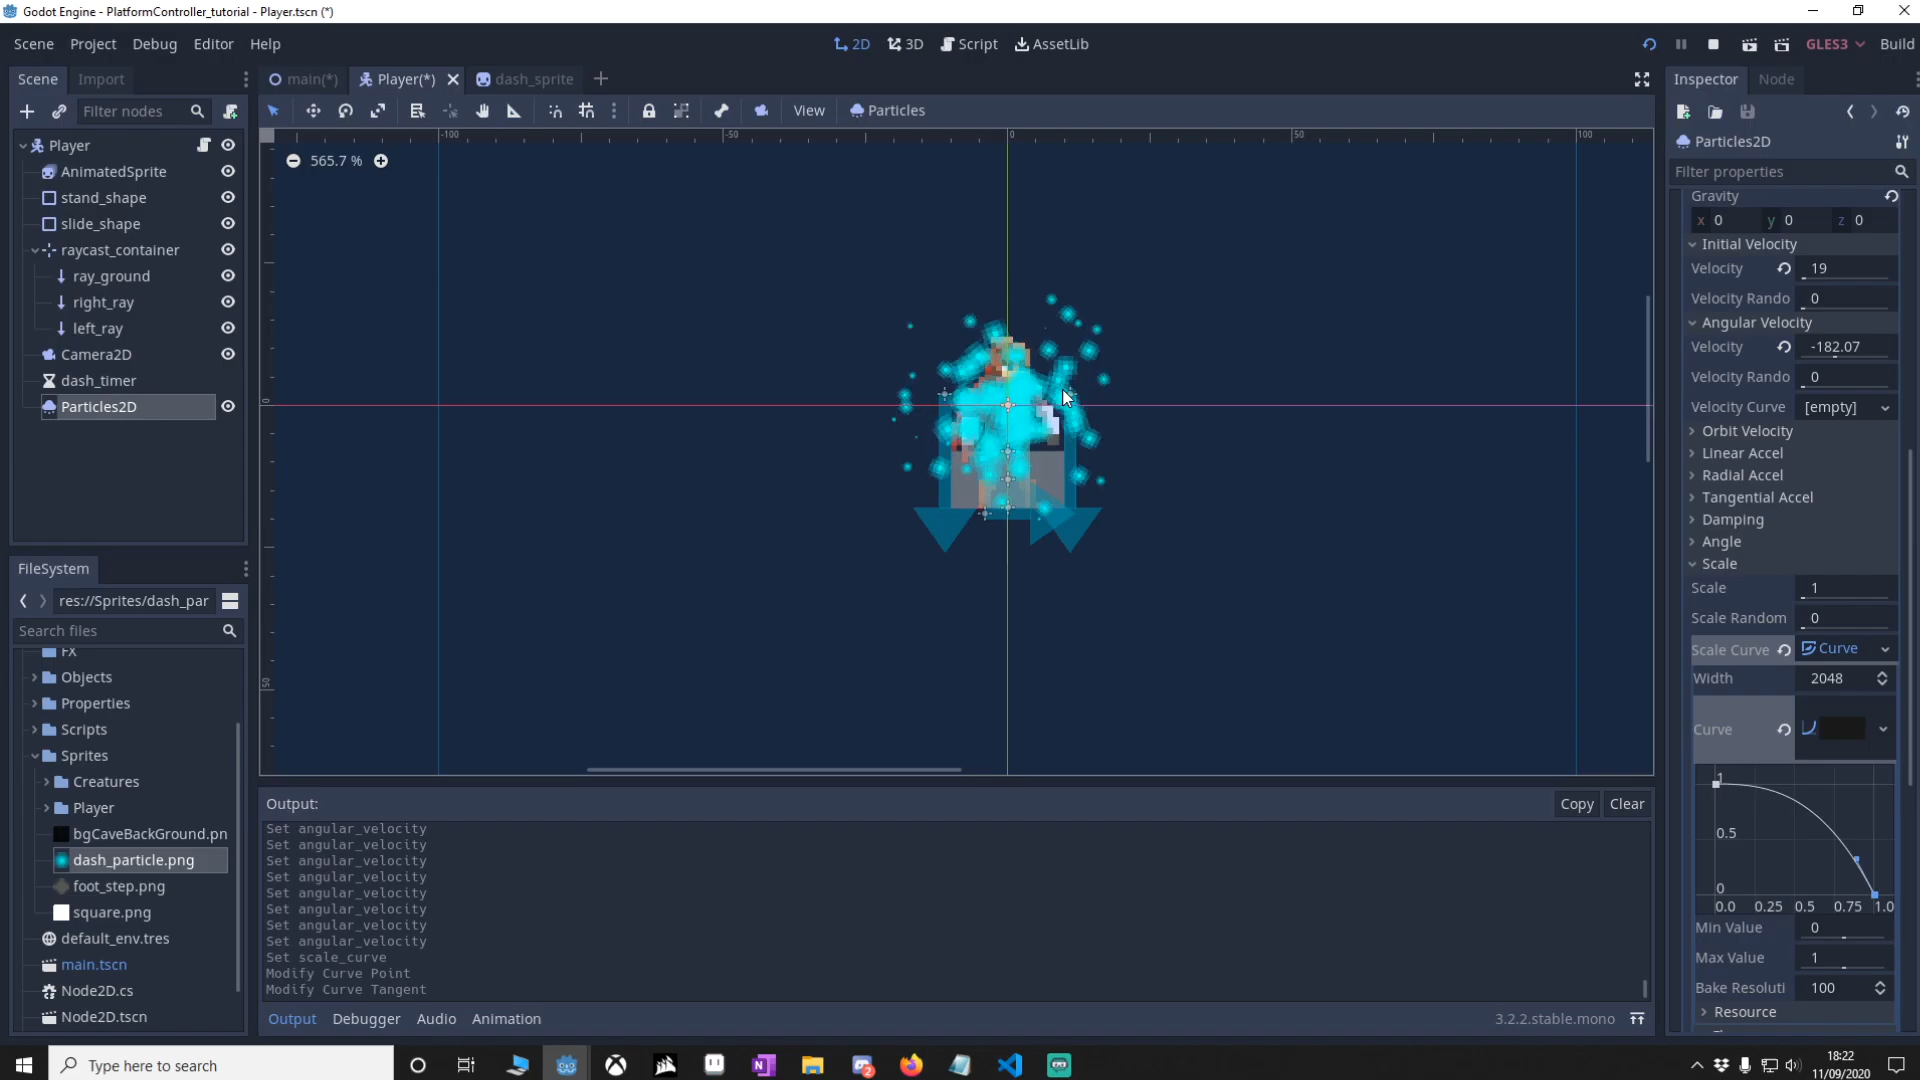 Godot Engine - PlatformController_tutorial - Player.tscn (*)
Scene Project Debug Editor Help
2D 3D Script AssetLib
GLES3 Build
Scene Import
main(*) Player(*) dash_sprite
Inspector Node
Filter nodes
View Particles
Player
AnimatedSprite
stand_shape
slide_shape
raycast_container
ray_ground
right_ray
left_ray
Camera2D
dash_timer
Particles2D
-100 -50 0 50 100
565.7 %
0
50
Particles2D
Filter properties
Gravity
x 0 y 0 z 0
Initial Velocity
Velocity 19
Velocity Rando 0
Angular Velocity
Velocity -182.07
Velocity Rando 0
Velocity Curve [empty]
Orbit Velocity
Linear Accel
Radial Accel
Tangential Accel
Damping
Angle
Scale
Scale 1
Scale Random 0
Scale Curve Curve
Width 2048
Curve
1
0.5
0
0.0 0.25 0.5 0.75 1.0
Min Value 0
Max Value 1
Bake Resoluti 100
Resource
FileSystem
res://Sprites/dash_par
Search files
FX
Objects
Properties
Scripts
Sprites
Creatures
Player
bgCaveBackGround.pn
dash_particle.png
foot_step.png
square.png
default_env.tres
main.tscn
Node2D.cs
Node2D.tscn
Output:
Copy Clear
Set angular_velocity
Set angular_velocity
Set angular_velocity
Set angular_velocity
Set angular_velocity
Set angular_velocity
Set angular_velocity
Set angular_velocity
Set scale_curve
Modify Curve Point
Modify Curve Tangent
Output Debugger Audio Animation
3.2.2.stable.mono
Type here to search
18:22
11/09/2020